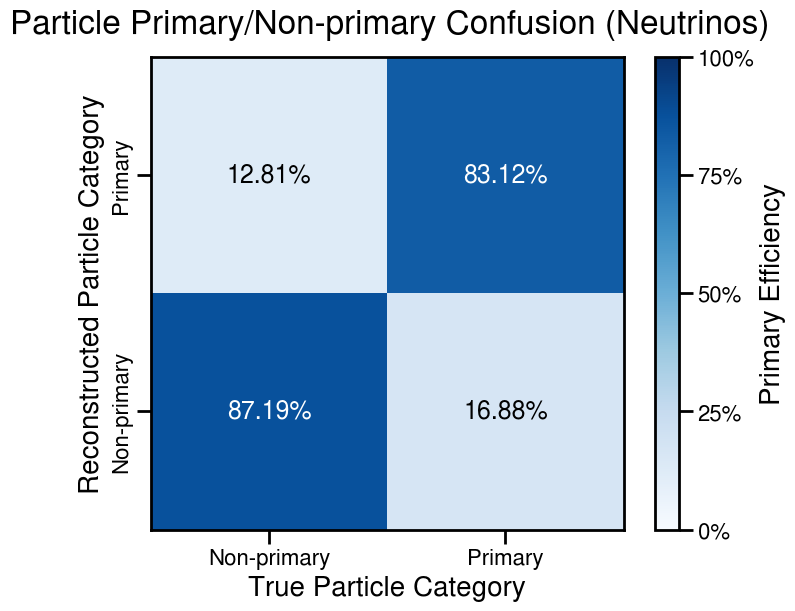 Particle Primary/Non-primary Confusion (Neutrinos)
Reconstructed Particle Category
Primary
Non-primary
12.81%
83.12%
87.19%
16.88%
Non-primary
Primary
True Particle Category
100%
75%
50%
25%
0%
Primary Efficiency